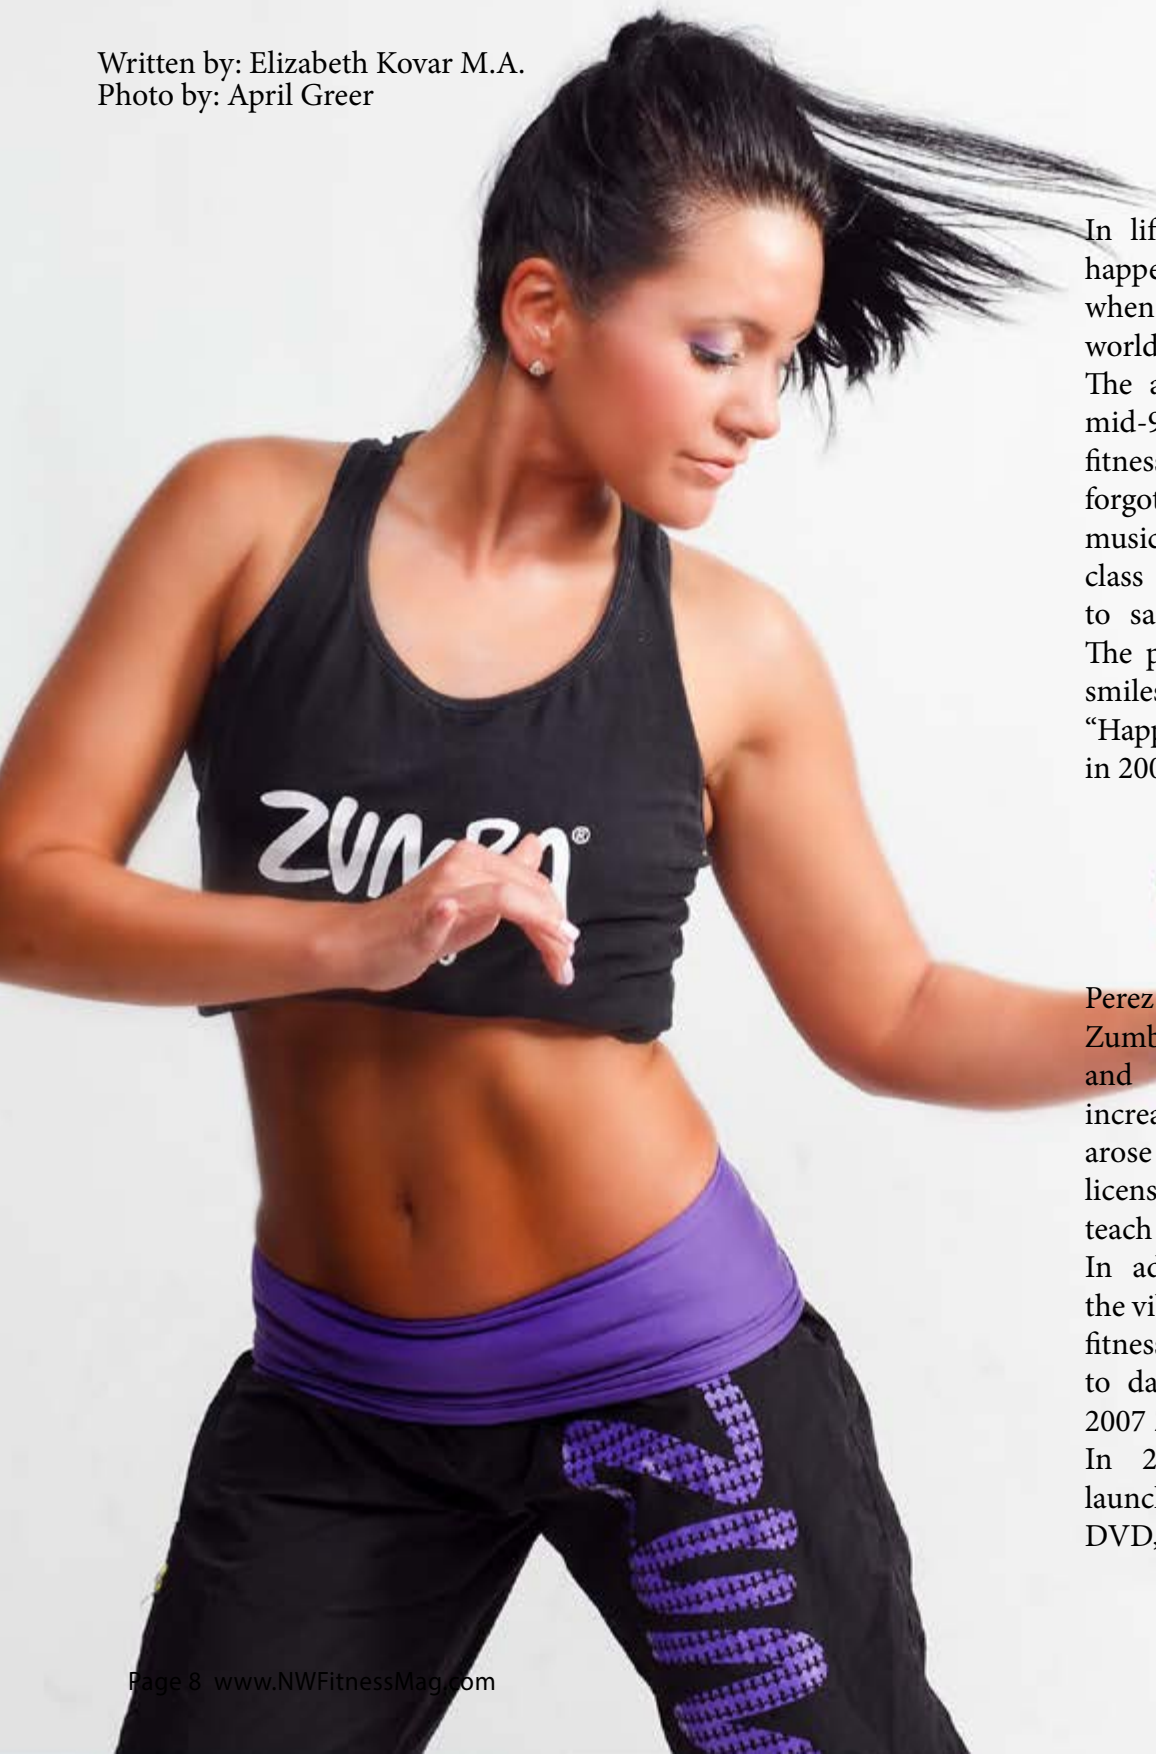 Written by: Elizabeth Kovar M.A.
Photo by: April Greer
In lif
happe
when
world
The a
mid-9
fitness
forgot
music
class
to sa
The p
smiles
“Happ
in 200
ZUMBA®
Perez
Zumb
and
increa
arose
licens
teach
In ad
the vi
fitness
to da
2007
In 2
launch
DVD,
ZUM
Page 8 www.NWFitnessMag.com